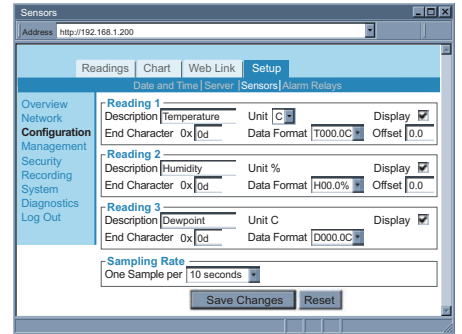 Sensors
Address http://192.168.1.200
Readings Chart Web Link Setup
Date and Time Server Sensors Alarm Relays
Overview
Network
Configuration
Management
Security
Recording
System
Diagnostics
Log Out
Reading 1
Description Temperature Unit C Display
End Character 0x 0d Data Format T000.0C Offset 0.0
Reading 2
Description Humidity Unit % Display
End Character 0x 0d Data Format H00.0% Offset 0.0
Reading 3
Description Dewpoint Unit C Display
End Character 0x 0d Data Format D000.0C
Sampling Rate
One Sample per 10 seconds
Save Changes Reset